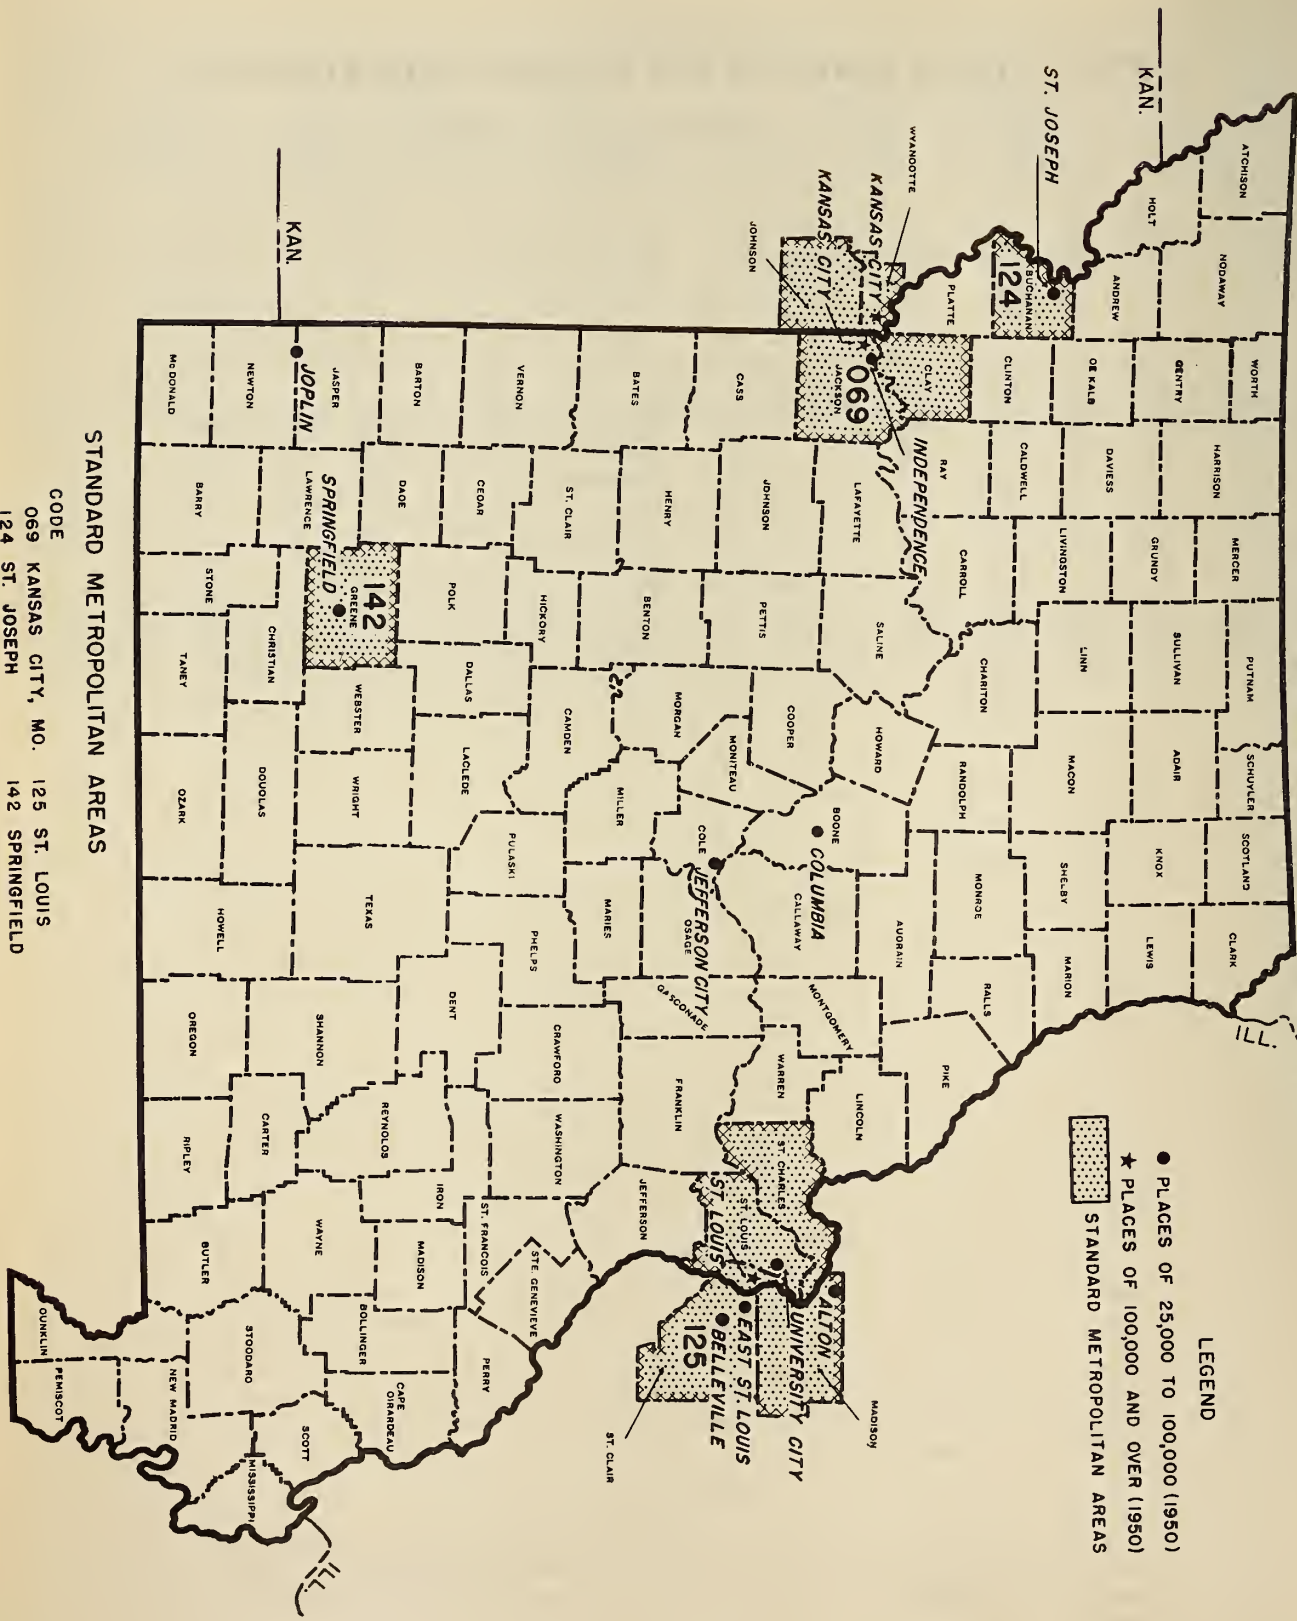 LEGEND
● PLACES OF 25,000 TO 100,000 (1950)
★ PLACES OF 100,000 AND OVER (1950)
STANDARD METROPOLITAN AREAS
KAN.
ST. JOSEPH
ATCHISON
HOLT
NODAWAY
ANDREW
BUCHANAN
124
PLATTE
WORTH
GENTRY
DE KALB
CLINTON
CLAY
HARRISON
DAVIESS
CALDWELL
RAY
MERCER
GRUNDY
LIVINGSTON
CARROLL
PUTNAM
SULLIVAN
LINN
CHARITON
SCHUYLER
ADAIR
MACON
RANDOLPH
HOWARD
SCOTLAND
KNOX
SHELBY
MONROE
BOONE
COLUMBIA
CLARK
LEWIS
MARION
RALLS
AUDRAIN
CALLAWAY
ILL.
PIKE
MONTGOMERY
LINCOLN
WARREN
ST. CHARLES
WYANDOTTE
KANSAS CITY
KANSAS CITY
JOHNSON
INDEPENDENCE
069
JACKSON
LAFAYETTE
SALINE
CASS
JOHNSON
PETTIS
COOPER
MONITEAU
MORGAN
COLE
JEFFERSON CITY
OSAGE
GASCONADE
FRANKLIN
ST. LOUIS
ST. LOUIS
ALTON
UNIVERSITY CITY
EAST ST. LOUIS
BELLEVILLE
125
MADISON
ST. CLAIR
BATES
HENRY
BENTON
MILLER
MARIES
JEFFERSON
VERNON
ST. CLAIR
HICKORY
CAMDEN
PULASKI
PHELPS
CRAWFORD
WASHINGTON
STE. GENEVIEVE
ST. FRANCOIS
PERRY
BARTON
CEDAR
POLK
DALLAS
LACLEDE
DENT
IRON
MADISON
BOLLINGER
CAPE
GIRARDEAU
KAN.
JASPER
JOPLIN
DADE
LAWRENCE
SPRINGFIELD
142
GREENE
WEBSTER
WRIGHT
TEXAS
SHANNON
REYNOLDS
WAYNE
NEWTON
CHRISTIAN
DOUGLAS
HOWELL
CARTER
STODDARD
SCOTT
MISSISSIPPI
ILL.
McDONALD
BARRY
STONE
TANEY
OZARK
OREGON
RIPLEY
BUTLER
NEW MADRID
DUNKLIN
PEMISCOT
STANDARD METROPOLITAN AREAS
CODE
069 KANSAS CITY, MO. 125 ST. LOUIS
124 ST. JOSEPH 142 SPRINGFIELD